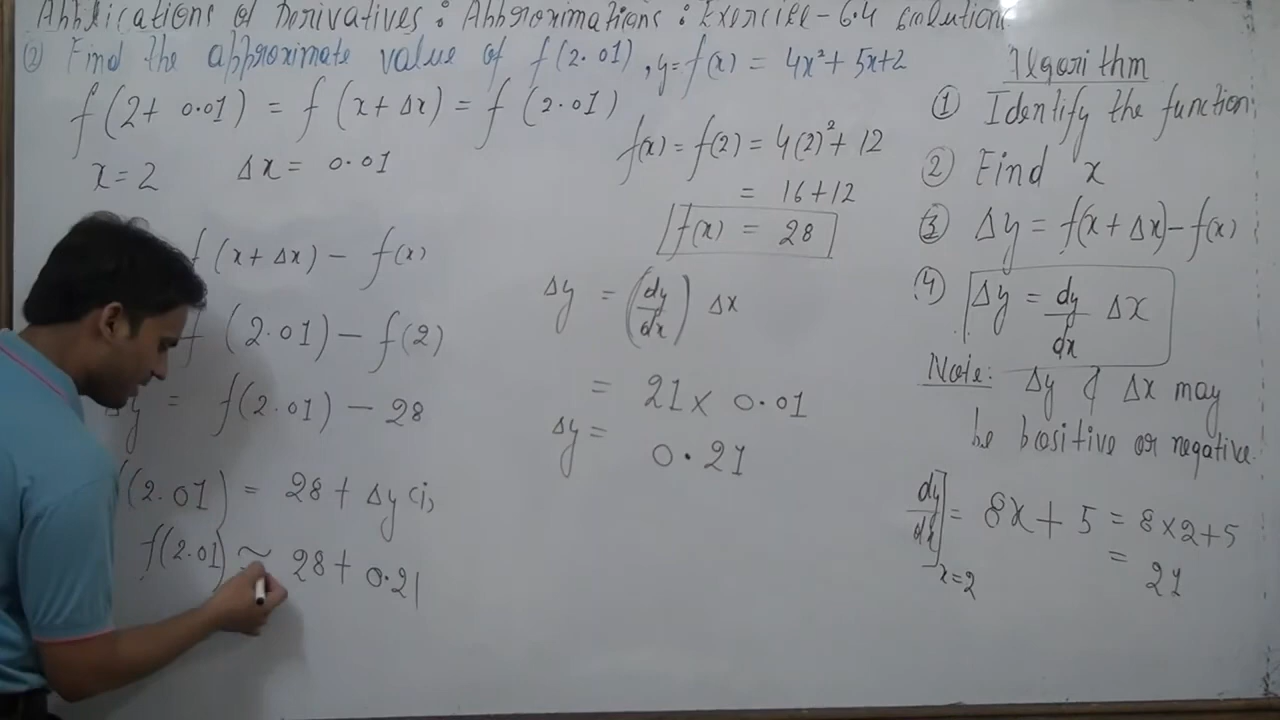 Applications of Derivatives : Approximations : Exercise - 6.4 Solutions
② Find the approximate value of f(2.01), y = f(x) = 4x² + 5x + 2
f(2 + 0.01) = f(x + Δx) = f(2.01)
x = 2 Δx = 0.01
f(x + Δx) - f(x)
f(2.01) - f(2)
Δy = f(2.01) - 28
f(2.01) = 28 + Δy (i)
f(2.01) ≈ 28 + 0.21
f(x) = f(2) = 4(2)² + 12
= 16 + 12
f(x) = 28
Δy = (dy/dx) Δx
= 21 × 0.01
Δy = 0.21
Algorithm
① Identify the function
② Find x
③ Δy = f(x + Δx) - f(x)
④ Δy = dy/dx Δx
Note: Δy & Δx may
be positive or negative.
dy/dx]x=2 = 8x + 5 = 8×2+5
= 21